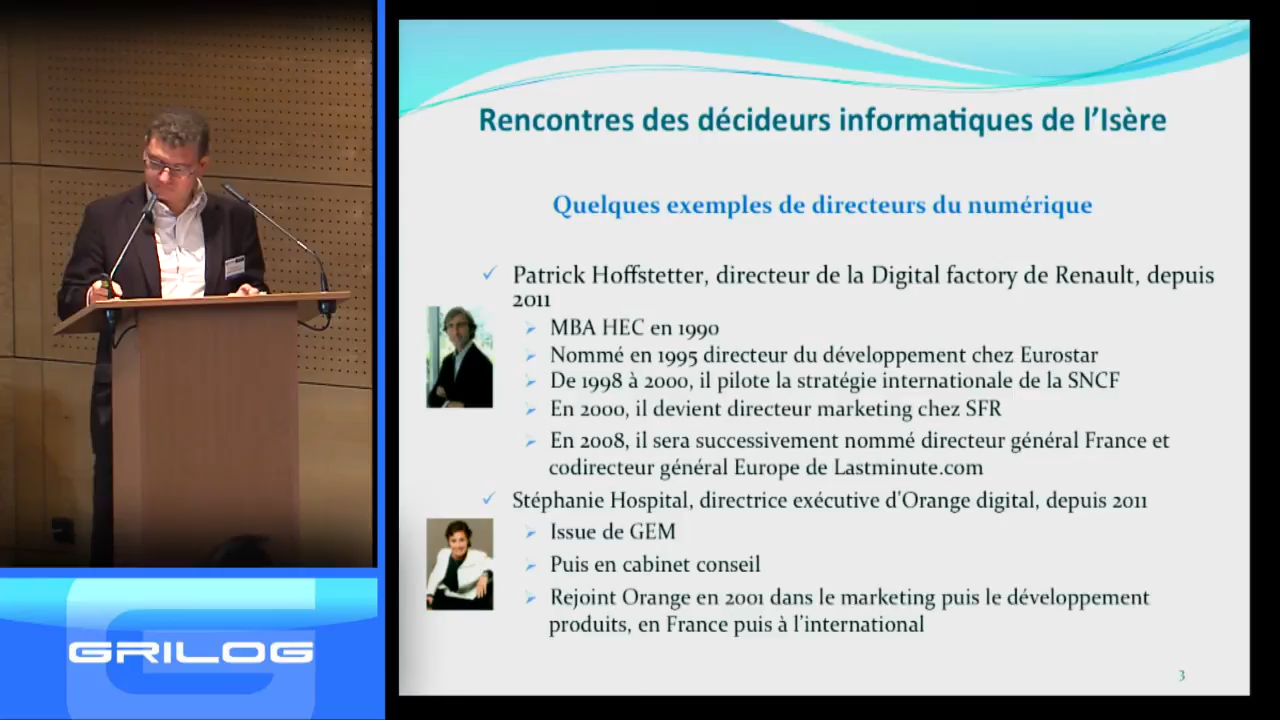 Rencontres des décideurs informatiques de l'Isère
Quelques exemples de directeurs du numérique
Patrick Hoffstetter, directeur de la Digital factory de Renault, depuis
2011
MBA HEC en 1990
Nommé en 1995 directeur du développement chez Eurostar
De 1998 à 2000, il pilote la stratégie internationale de la SNCF
En 2000, il devient directeur marketing chez SFR
En 2008, il sera successivement nommé directeur général France et
codirecteur général Europe de Lastminute.com
Stéphanie Hospital, directrice exécutive d'Orange digital, depuis 2011
Issue de GEM
Puis en cabinet conseil
Rejoint Orange en 2001 dans le marketing puis le développement
produits, en France puis à l'international
3
GRILOG